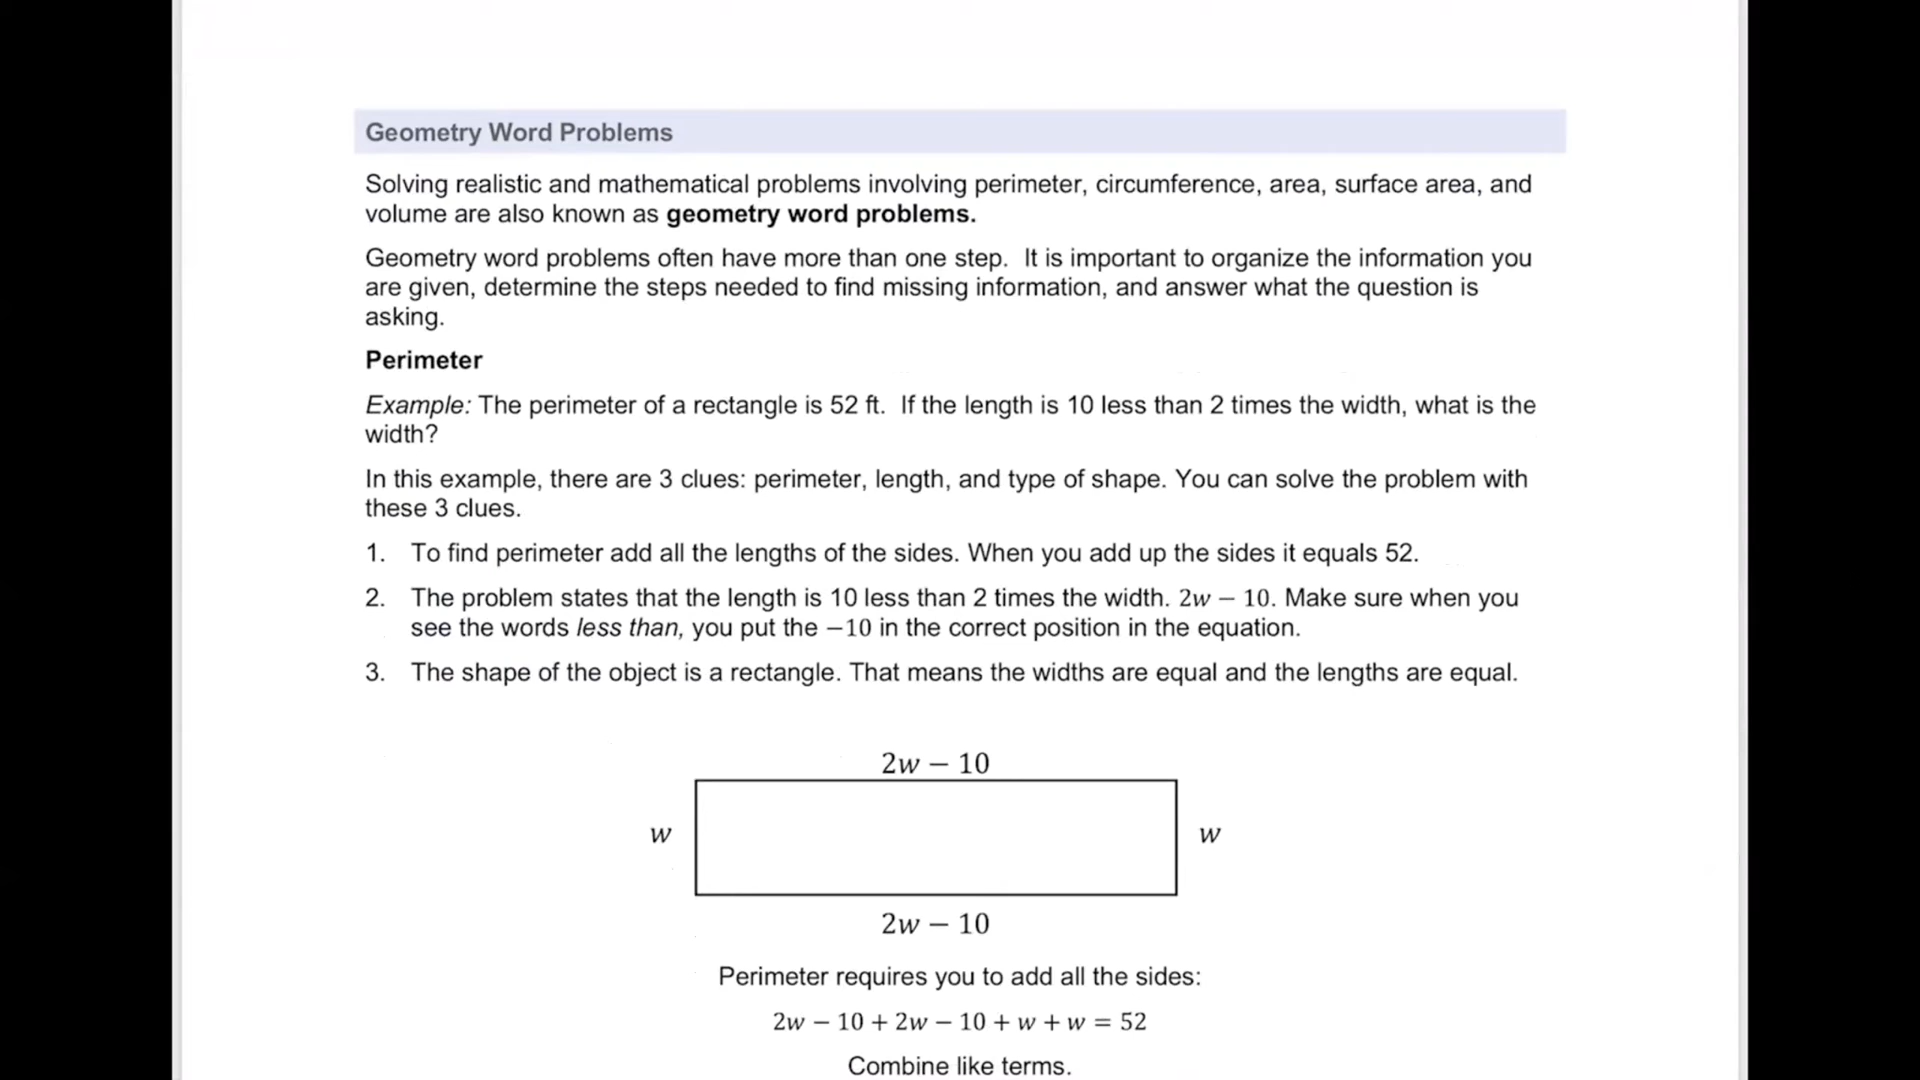 Geometry Word Problems
Solving realistic and mathematical problems involving perimeter, circumference, area, surface area, and
volume are also known as geometry word problems.
Geometry word problems often have more than one step.  It is important to organize the information you
are given, determine the steps needed to find missing information, and answer what the question is
asking.
Perimeter
Example: The perimeter of a rectangle is 52 ft.  If the length is 10 less than 2 times the width, what is the
width?
In this example, there are 3 clues: perimeter, length, and type of shape. You can solve the problem with
these 3 clues.
1. To find perimeter add all the lengths of the sides. When you add up the sides it equals 52.
2. The problem states that the length is 10 less than 2 times the width. 2w − 10. Make sure when you
see the words less than, you put the −10 in the correct position in the equation.
3. The shape of the object is a rectangle. That means the widths are equal and the lengths are equal.
2w − 10
w w
2w − 10
Perimeter requires you to add all the sides:
2w − 10 + 2w − 10 + w + w = 52
Combine like terms.